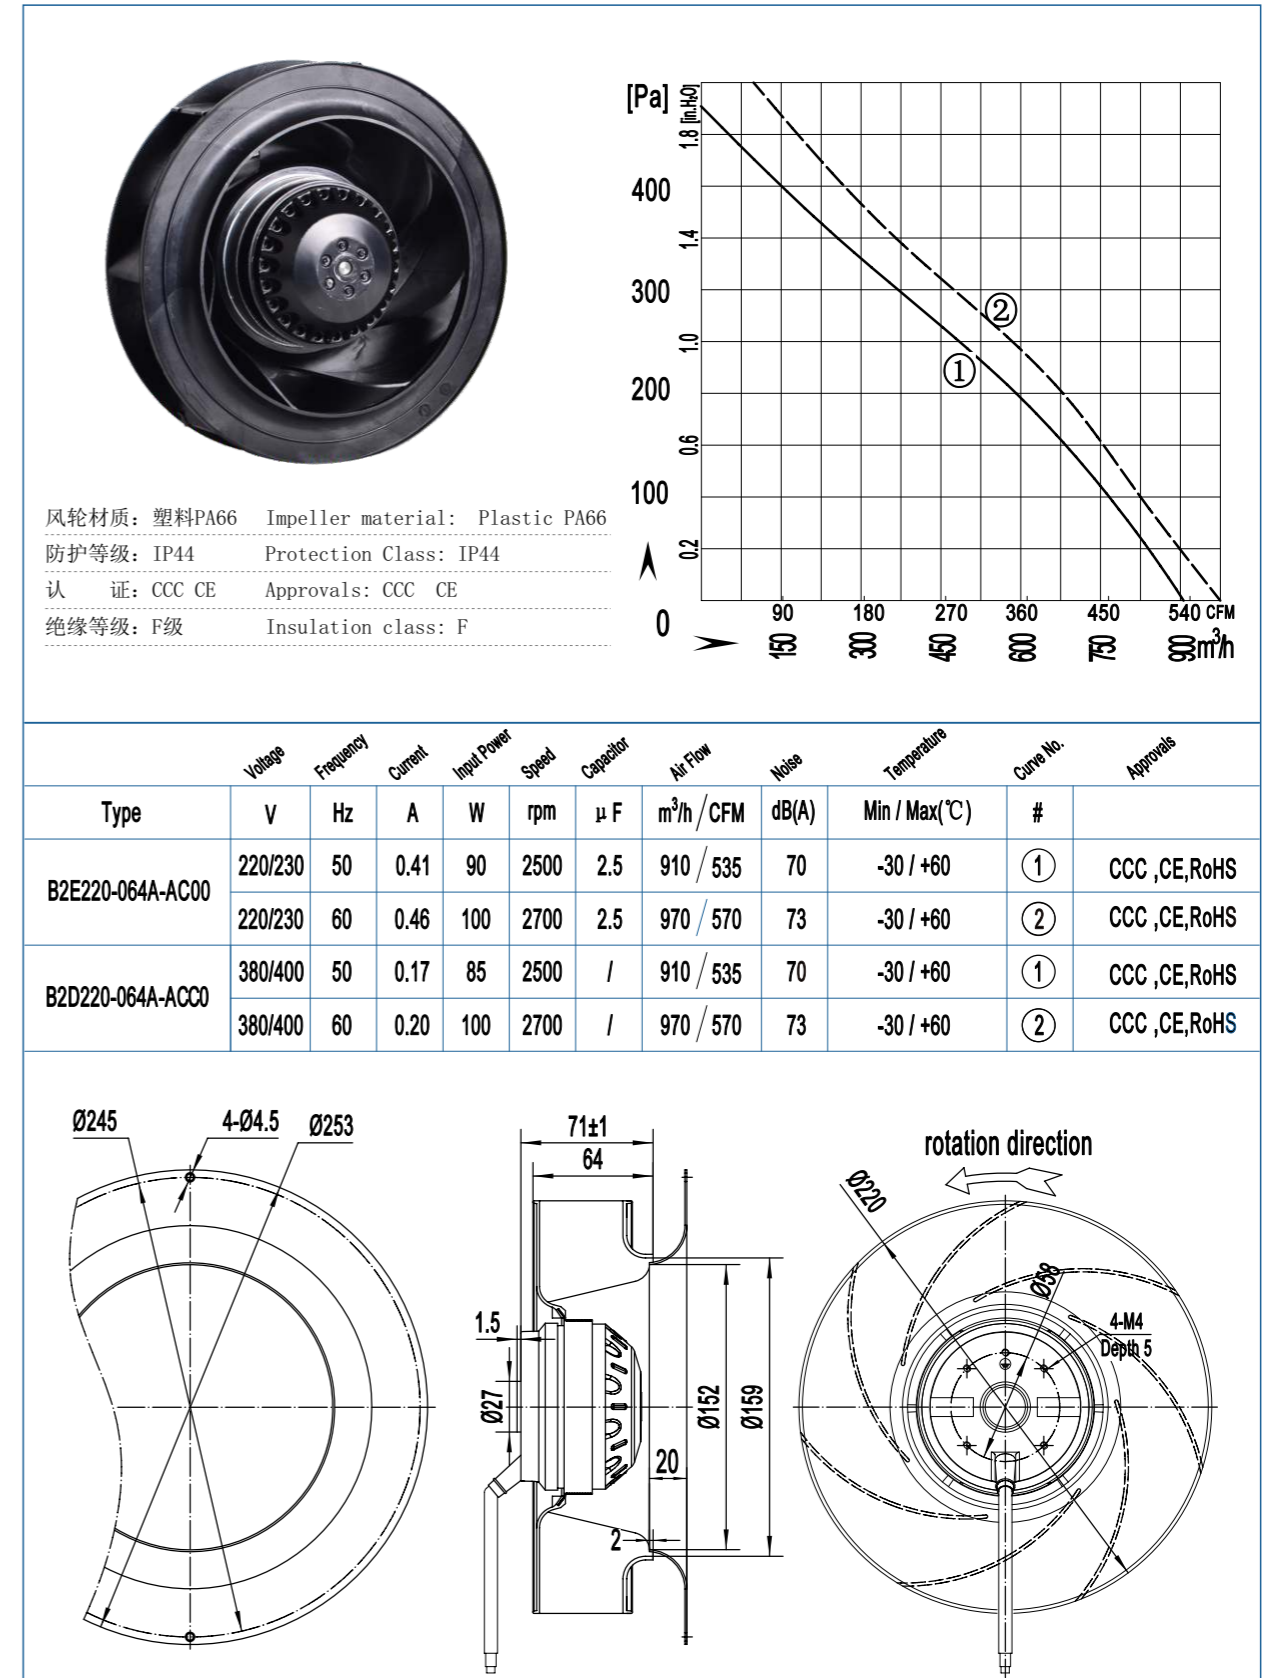 [Pa]
[in.H₂O]
1.8
400
1.4
300
1.0
200
0.6
100
0.2
0
①
②
90 180 270 360 450 540 CFM
150 300 450 600 750 900 m³/h
风轮材质: 塑料PA66 Impeller material: Plastic PA66
防护等级: IP44 Protection Class: IP44
认 证: CCC CE Approvals: CCC CE
绝缘等级: F级 Insulation class: F
Voltage Frequency Current Input Power Speed Capacitor Air Flow Noise Temperature Curve No. Approvals
Type V Hz A W rpm μF m³/h/CFM dB(A) Min / Max(℃) #
B2E220-064A-AC00 220/230 50 0.41 90 2500 2.5 910/535 70 -30 / +60 ① CCC ,CE,RoHS
220/230 60 0.46 100 2700 2.5 970/570 73 -30 / +60 ② CCC ,CE,RoHS
B2D220-064A-ACC0 380/400 50 0.17 85 2500 / 910/535 70 -30 / +60 ① CCC ,CE,RoHS
380/400 60 0.20 100 2700 / 970/570 73 -30 / +60 ② CCC ,CE,RoHS
Ø245 4-Ø4.5 Ø253
71±1
64
1.5
Ø27
Ø152
Ø159
20
2
rotation direction
Ø220
Ø58
4-M4
Depth 5